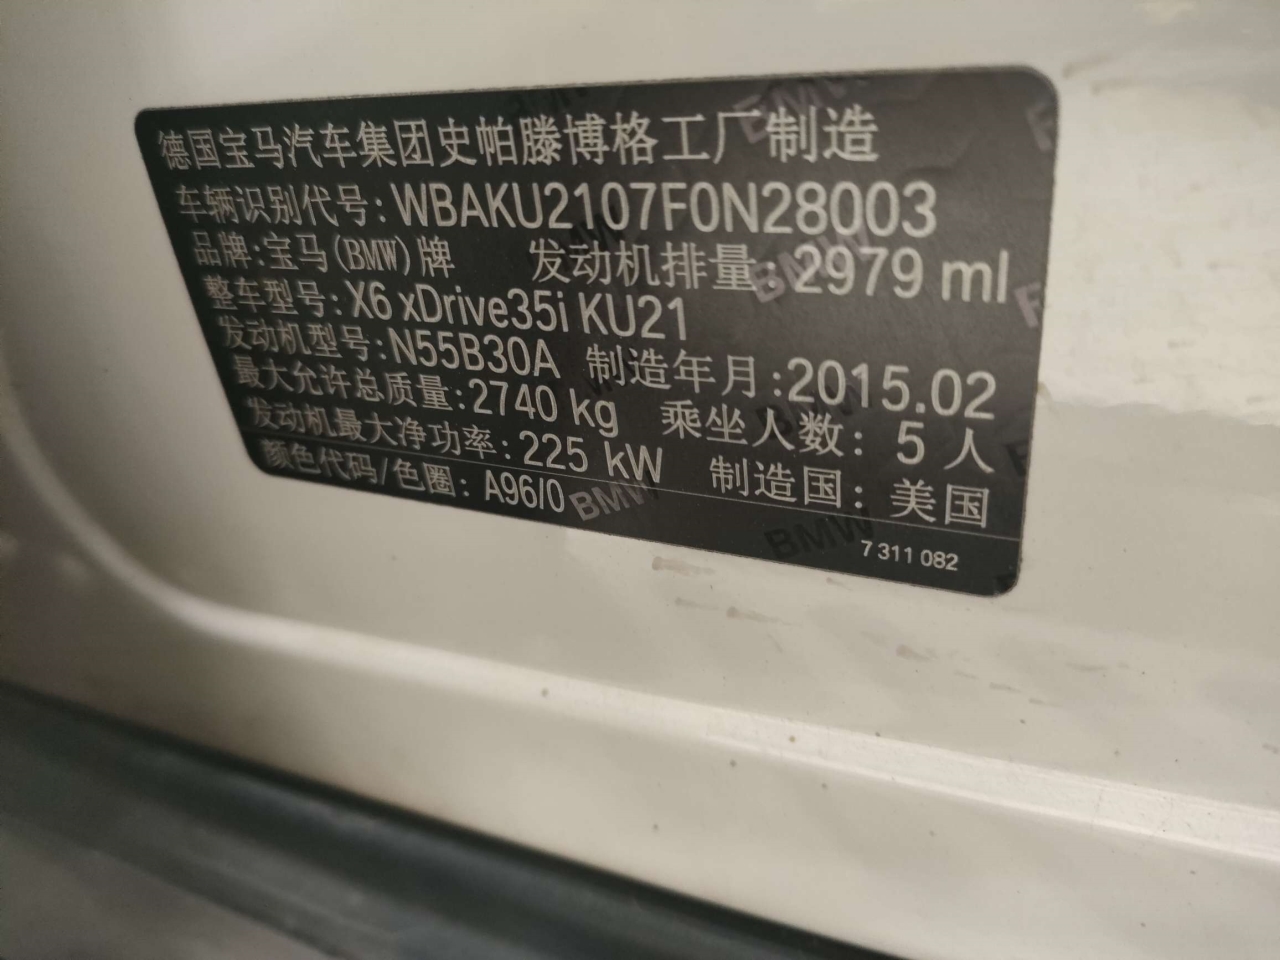 德国宝马汽车集团史帕滕博格工厂制造
车辆识别代号:WBAKU2107F0N28003
品牌:宝马(BMW)牌 发动机排量:2979 ml
整车型号:X6 xDrive35i KU21
发动机型号:N55B30A 制造年月:2015.02
最大允许总质量:2740 kg 乘坐人数: 5 人
发动机最大净功率:225 kW 制造国: 美国
颜色代码/色圈: A96/0
7 311 082